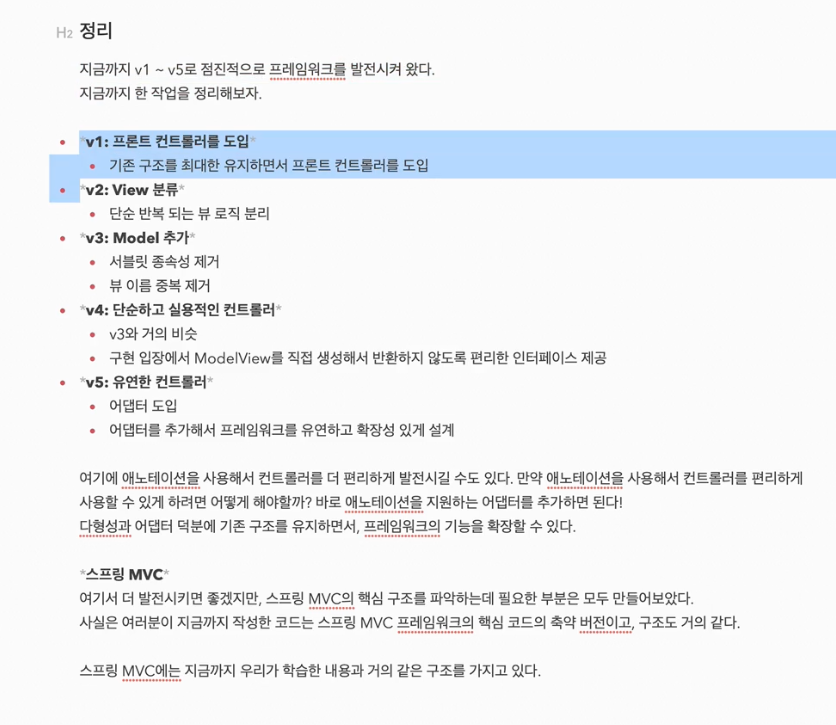 H2 정리
지금까지 v1 ~ v5로 점진적으로 프레임워크를 발전시켜 왔다.
지금까지 한 작업을 정리해보자.
*v1: 프론트 컨트롤러를 도입*
기존 구조를 최대한 유지하면서 프론트 컨트롤러를 도입
*v2: View 분류*
단순 반복 되는 뷰 로직 분리
*v3: Model 추가*
서블릿 종속성 제거
뷰 이름 중복 제거
*v4: 단순하고 실용적인 컨트롤러*
v3와 거의 비슷
구현 입장에서 ModelView를 직접 생성해서 반환하지 않도록 편리한 인터페이스 제공
*v5: 유연한 컨트롤러*
어댑터 도입
어댑터를 추가해서 프레임워크를 유연하고 확장성 있게 설계
여기에 애노테이션을 사용해서 컨트롤러를 더 편리하게 발전시길 수도 있다. 만약 애노테이션을 사용해서 컨트롤러를 편리하게
사용할 수 있게 하려면 어떻게 해야할까? 바로 애노테이션을 지원하는 어댑터를 추가하면 된다!
다형성과 어댑터 덕분에 기존 구조를 유지하면서, 프레임워크의 기능을 확장할 수 있다.
*스프링 MVC*
여기서 더 발전시키면 좋겠지만, 스프링 MVC의 핵심 구조를 파악하는데 필요한 부분은 모두 만들어보았다.
사실은 여러분이 지금까지 작성한 코드는 스프링 MVC 프레임워크의 핵심 코드의 축약 버전이고, 구조도 거의 같다.
스프링 MVC에는 지금까지 우리가 학습한 내용과 거의 같은 구조를 가지고 있다.